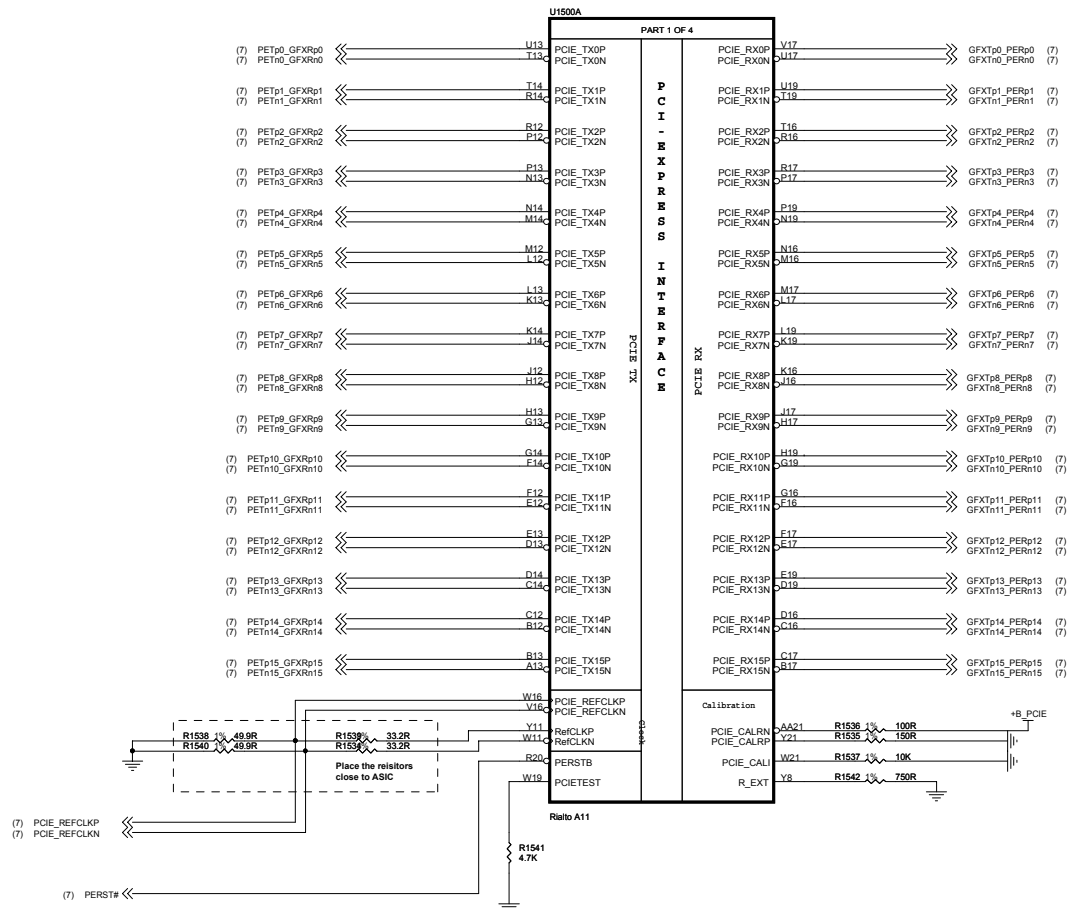 U1500A
PART 1 OF 4
(7) PETp0_GFXRp0 U13 PCIE_TX0P PCIE_RX0P V17 GFXTp0_PERp0 (7)
(7) PETn0_GFXRn0 T13 PCIE_TX0N PCIE_RX0N U17 GFXTn0_PERn0 (7)
(7) PETp1_GFXRp1 T14 PCIE_TX1P PCIE_RX1P U19 GFXTp1_PERp1 (7)
(7) PETn1_GFXRn1 R14 PCIE_TX1N PCIE_RX1N T19 GFXTn1_PERn1 (7)
(7) PETp2_GFXRp2 R12 PCIE_TX2P PCIE_RX2P T16 GFXTp2_PERp2 (7)
(7) PETn2_GFXRn2 P12 PCIE_TX2N PCIE_RX2N R16 GFXTn2_PERn2 (7)
(7) PETp3_GFXRp3 P13 PCIE_TX3P PCIE_RX3P R17 GFXTp3_PERp3 (7)
(7) PETn3_GFXRn3 N13 PCIE_TX3N PCIE_RX3N P17 GFXTn3_PERn3 (7)
(7) PETp4_GFXRp4 N14 PCIE_TX4P PCIE_RX4P P19 GFXTp4_PERp4 (7)
(7) PETn4_GFXRn4 M14 PCIE_TX4N PCIE_RX4N N19 GFXTn4_PERn4 (7)
(7) PETp5_GFXRp5 M12 PCIE_TX5P PCIE_RX5P N16 GFXTp5_PERp5 (7)
(7) PETn5_GFXRn5 L12 PCIE_TX5N PCIE_RX5N M16 GFXTn5_PERn5 (7)
(7) PETp6_GFXRp6 L13 PCIE_TX6P PCIE_RX6P M17 GFXTp6_PERp6 (7)
(7) PETn6_GFXRn6 K13 PCIE_TX6N PCIE_RX6N L17 GFXTn6_PERn6 (7)
(7) PETp7_GFXRp7 K14 PCIE_TX7P PCIE_RX7P L19 GFXTp7_PERp7 (7)
(7) PETn7_GFXRn7 J14 PCIE_TX7N PCIE_RX7N K19 GFXTn7_PERn7 (7)
(7) PETp8_GFXRp8 J12 PCIE_TX8P PCIE_RX8P K16 GFXTp8_PERp8 (7)
(7) PETn8_GFXRn8 H12 PCIE_TX8N PCIE_RX8N J16 GFXTn8_PERn8 (7)
(7) PETp9_GFXRp9 H13 PCIE_TX9P PCIE_RX9P J17 GFXTp9_PERp9 (7)
(7) PETn9_GFXRn9 G13 PCIE_TX9N PCIE_RX9N H17 GFXTn9_PERn9 (7)
(7) PETp10_GFXRp10 G14 PCIE_TX10P PCIE_RX10P H19 GFXTp10_PERp10 (7)
(7) PETn10_GFXRn10 F14 PCIE_TX10N PCIE_RX10N G19 GFXTn10_PERn10 (7)
(7) PETp11_GFXRp11 F12 PCIE_TX11P PCIE_RX11P G16 GFXTp11_PERp11 (7)
(7) PETn11_GFXRn11 E12 PCIE_TX11N PCIE_RX11N F16 GFXTn11_PERn11 (7)
(7) PETp12_GFXRp12 E13 PCIE_TX12P PCIE_RX12P F17 GFXTp12_PERp12 (7)
(7) PETn12_GFXRn12 D13 PCIE_TX12N PCIE_RX12N E17 GFXTn12_PERn12 (7)
(7) PETp13_GFXRp13 D14 PCIE_TX13P PCIE_RX13P E19 GFXTp13_PERp13 (7)
(7) PETn13_GFXRn13 C14 PCIE_TX13N PCIE_RX13N D19 GFXTn13_PERn13 (7)
(7) PETp14_GFXRp14 C12 PCIE_TX14P PCIE_RX14P D16 GFXTp14_PERp14 (7)
(7) PETn14_GFXRn14 B12 PCIE_TX14N PCIE_RX14N C16 GFXTn14_PERn14 (7)
(7) PETp15_GFXRp15 B13 PCIE_TX15P PCIE_RX15P C17 GFXTp15_PERp15 (7)
(7) PETn15_GFXRn15 A13 PCIE_TX15N PCIE_RX15N B17 GFXTn15_PERn15 (7)
PCI-EXPRESS INTERFACE
PCIE TX
PCIE RX
W16 PCIE_REFCLKP
V16 PCIE_REFCLKN
Clock
Calibration
+B_PCIE
R1538 1% 49.9R R1539 1% 33.2R Y11 RefCLKP
R1540 1% 49.9R R1534 1% 33.2R W11 RefCLKN
Place the reisitors
close to ASIC
PCIE_CALRN AA21 R1536 1% 100R
PCIE_CALRP Y21 R1535 1% 150R
R20 PERSTB
PCIE_CALI W21 R1537 1% 10K
W19 PCIETEST
R_EXT Y8 R1542 1% 750R
Rialto A11
(7) PCIE_REFCLKP
(7) PCIE_REFCLKN
R1541
4.7K
(7) PERST#